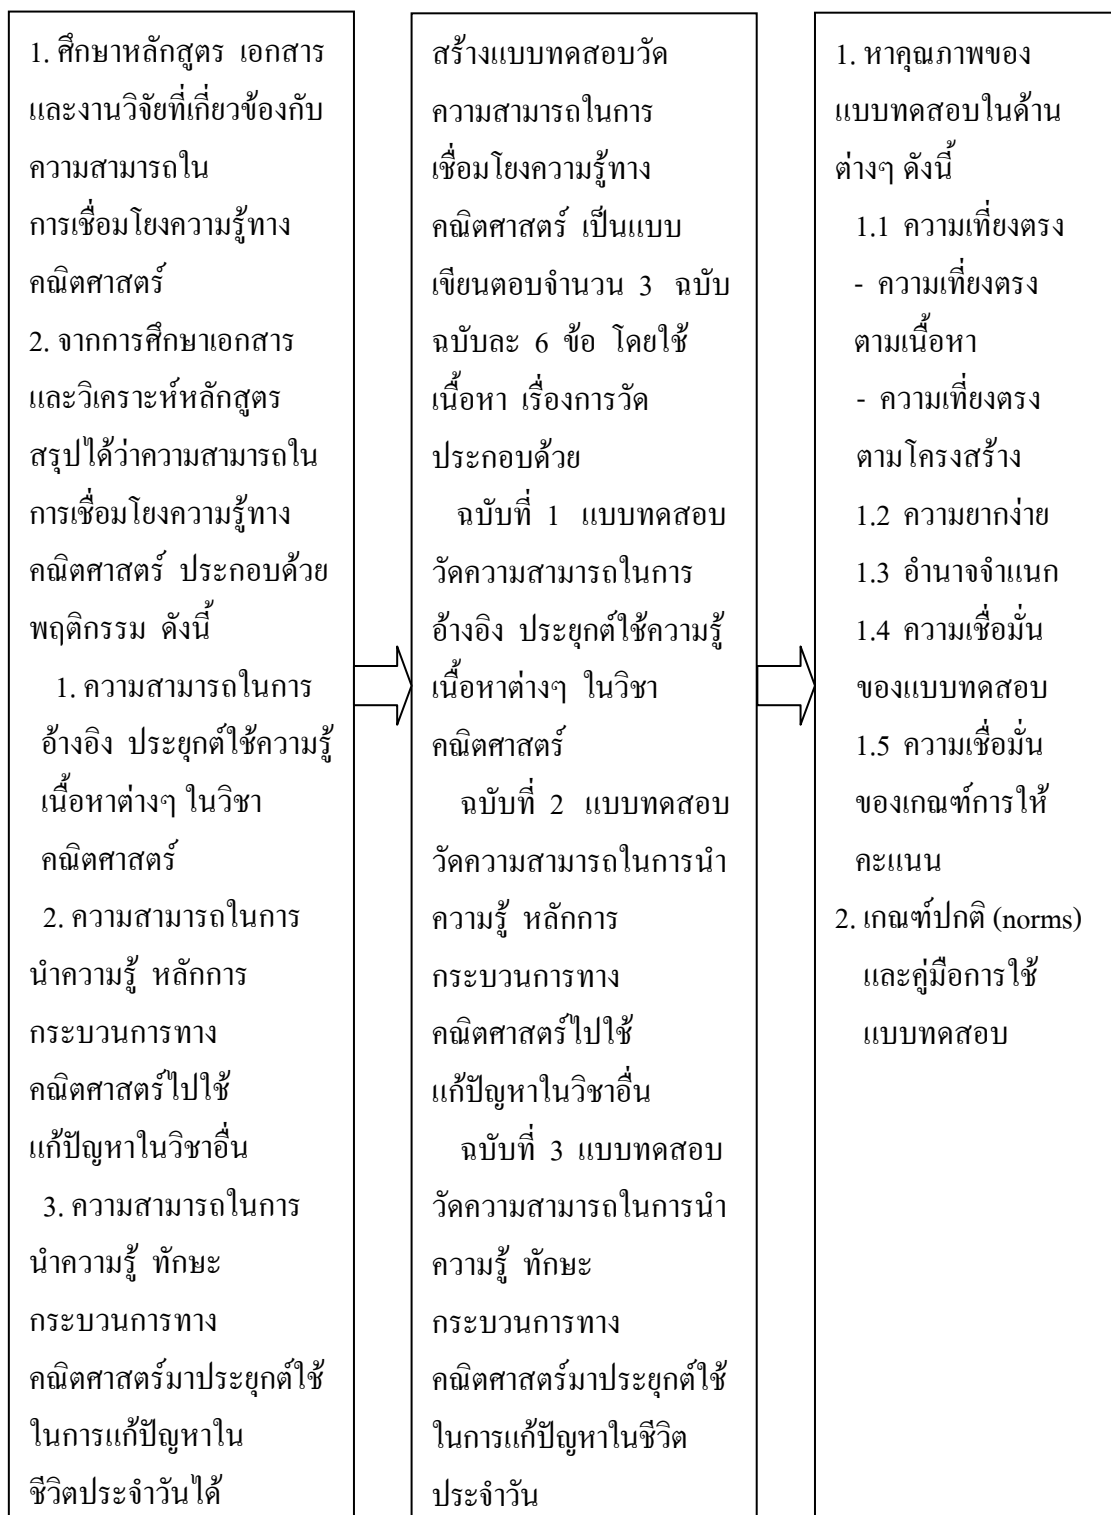 1. ศึกษาหลักสูตร เอกสาร
และงานวิจัยที่เกี่ยวข้องกับ
ความสามารถใน
การเชื่อมโยงความรู้ทาง
คณิตศาสตร์
2. จากการศึกษาเอกสาร
และวิเคราะห์หลักสูตร
สรุปได้ว่าความสามารถใน
การเชื่อมโยงความรู้ทาง
คณิตศาสตร์ ประกอบด้วย
พฤติกรรม ดังนี้
1. ความสามารถในการ
อ้างอิง ประยุกต์ใช้ความรู้
เนื้อหาต่างๆ ในวิชา
คณิตศาสตร์
2. ความสามารถในการ
นำความรู้ หลักการ
กระบวนการทาง
คณิตศาสตร์ไปใช้
แก้ปัญหาในวิชาอื่น
3. ความสามารถในการ
นำความรู้ ทักษะ
กระบวนการทาง
คณิตศาสตร์มาประยุกต์ใช้
ในการแก้ปัญหาใน
ชีวิตประจำวันได้
สร้างแบบทดสอบวัด
ความสามารถในการ
เชื่อมโยงความรู้ทาง
คณิตศาสตร์ เป็นแบบ
เขียนตอบจำนวน 3 ฉบับ
ฉบับละ 6 ข้อ โดยใช้
เนื้อหา เรื่องการวัด
ประกอบด้วย
ฉบับที่ 1 แบบทดสอบ
วัดความสามารถในการ
อ้างอิง ประยุกต์ใช้ความรู้
เนื้อหาต่างๆ ในวิชา
คณิตศาสตร์
ฉบับที่ 2 แบบทดสอบ
วัดความสามารถในการนำ
ความรู้ หลักการ
กระบวนการทาง
คณิตศาสตร์ไปใช้
แก้ปัญหาในวิชาอื่น
ฉบับที่ 3 แบบทดสอบ
วัดความสามารถในการนำ
ความรู้ ทักษะ
กระบวนการทาง
คณิตศาสตร์มาประยุกต์ใช้
ในการแก้ปัญหาในชีวิต
ประจำวัน
1. หาคุณภาพของ
แบบทดสอบในด้าน
ต่างๆ ดังนี้
1.1 ความเที่ยงตรง
- ความเที่ยงตรง
ตามเนื้อหา
- ความเที่ยงตรง
ตามโครงสร้าง
1.2 ความยากง่าย
1.3 อำนาจจำแนก
1.4 ความเชื่อมั่น
ของแบบทดสอบ
1.5 ความเชื่อมั่น
ของเกณฑ์การให้
คะแนน
2. เกณฑ์ปกติ (norms)
และคู่มือการใช้
แบบทดสอบ